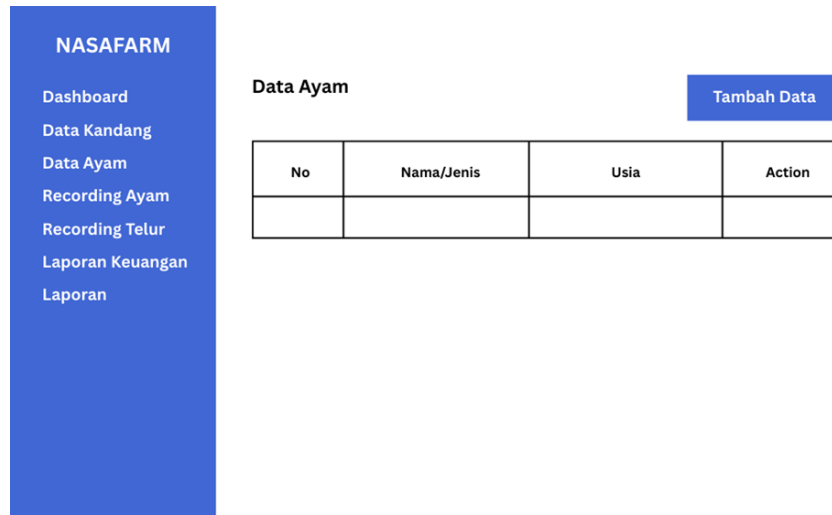 NASAFARM
Dashboard
Data Kandang
Data Ayam
Recording Ayam
Recording Telur
Laporan Keuangan
Laporan
Data Ayam
Tambah Data
No
Nama/Jenis
Usia
Action